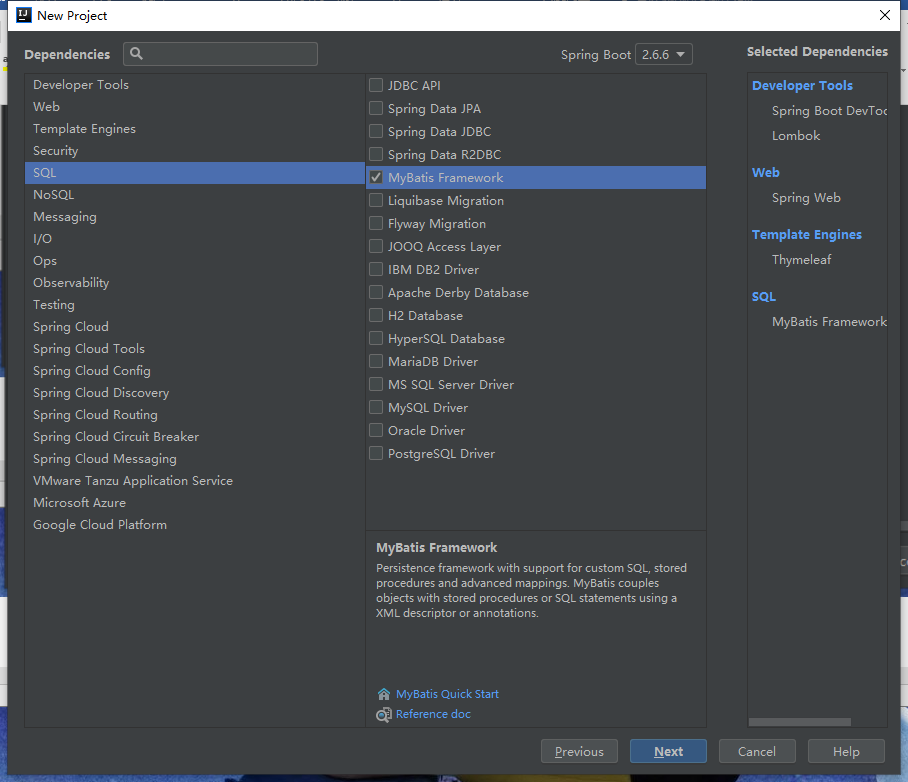 New Project
Dependencies
Spring Boot 2.6.6
Selected Dependencies
Developer Tools
Web
Template Engines
Security
SQL
NoSQL
Messaging
I/O
Ops
Observability
Testing
Spring Cloud
Spring Cloud Tools
Spring Cloud Config
Spring Cloud Discovery
Spring Cloud Routing
Spring Cloud Circuit Breaker
Spring Cloud Messaging
VMware Tanzu Application Service
Microsoft Azure
Google Cloud Platform
JDBC API
Spring Data JPA
Spring Data JDBC
Spring Data R2DBC
MyBatis Framework
Liquibase Migration
Flyway Migration
JOOQ Access Layer
IBM DB2 Driver
Apache Derby Database
H2 Database
HyperSQL Database
MariaDB Driver
MS SQL Server Driver
MySQL Driver
Oracle Driver
PostgreSQL Driver
MyBatis Framework
Persistence framework with support for custom SQL, stored
procedures and advanced mappings. MyBatis couples
objects with stored procedures or SQL statements using a
XML descriptor or annotations.
MyBatis Quick Start
Reference doc
Developer Tools
Spring Boot DevToo
Lombok
Web
Spring Web
Template Engines
Thymeleaf
SQL
MyBatis Framework
Previous
Next
Cancel
Help